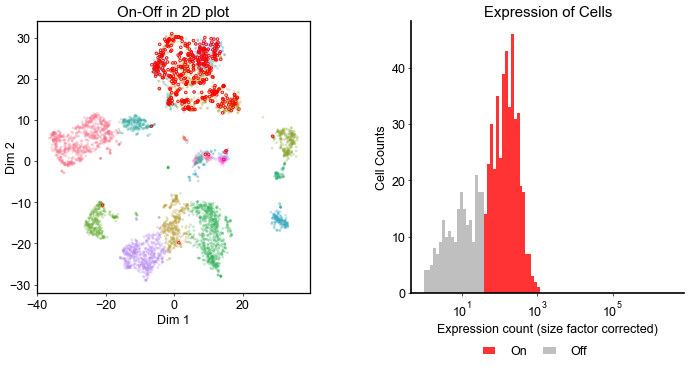 On-Off in 2D plot
Expression of Cells
30
20
10
0
−10
−20
−30
Dim 2
−40
−20
0
20
Dim 1
40
30
20
10
0
Cell Counts
10^1
10^3
10^5
Expression count (size factor corrected)
On
Off